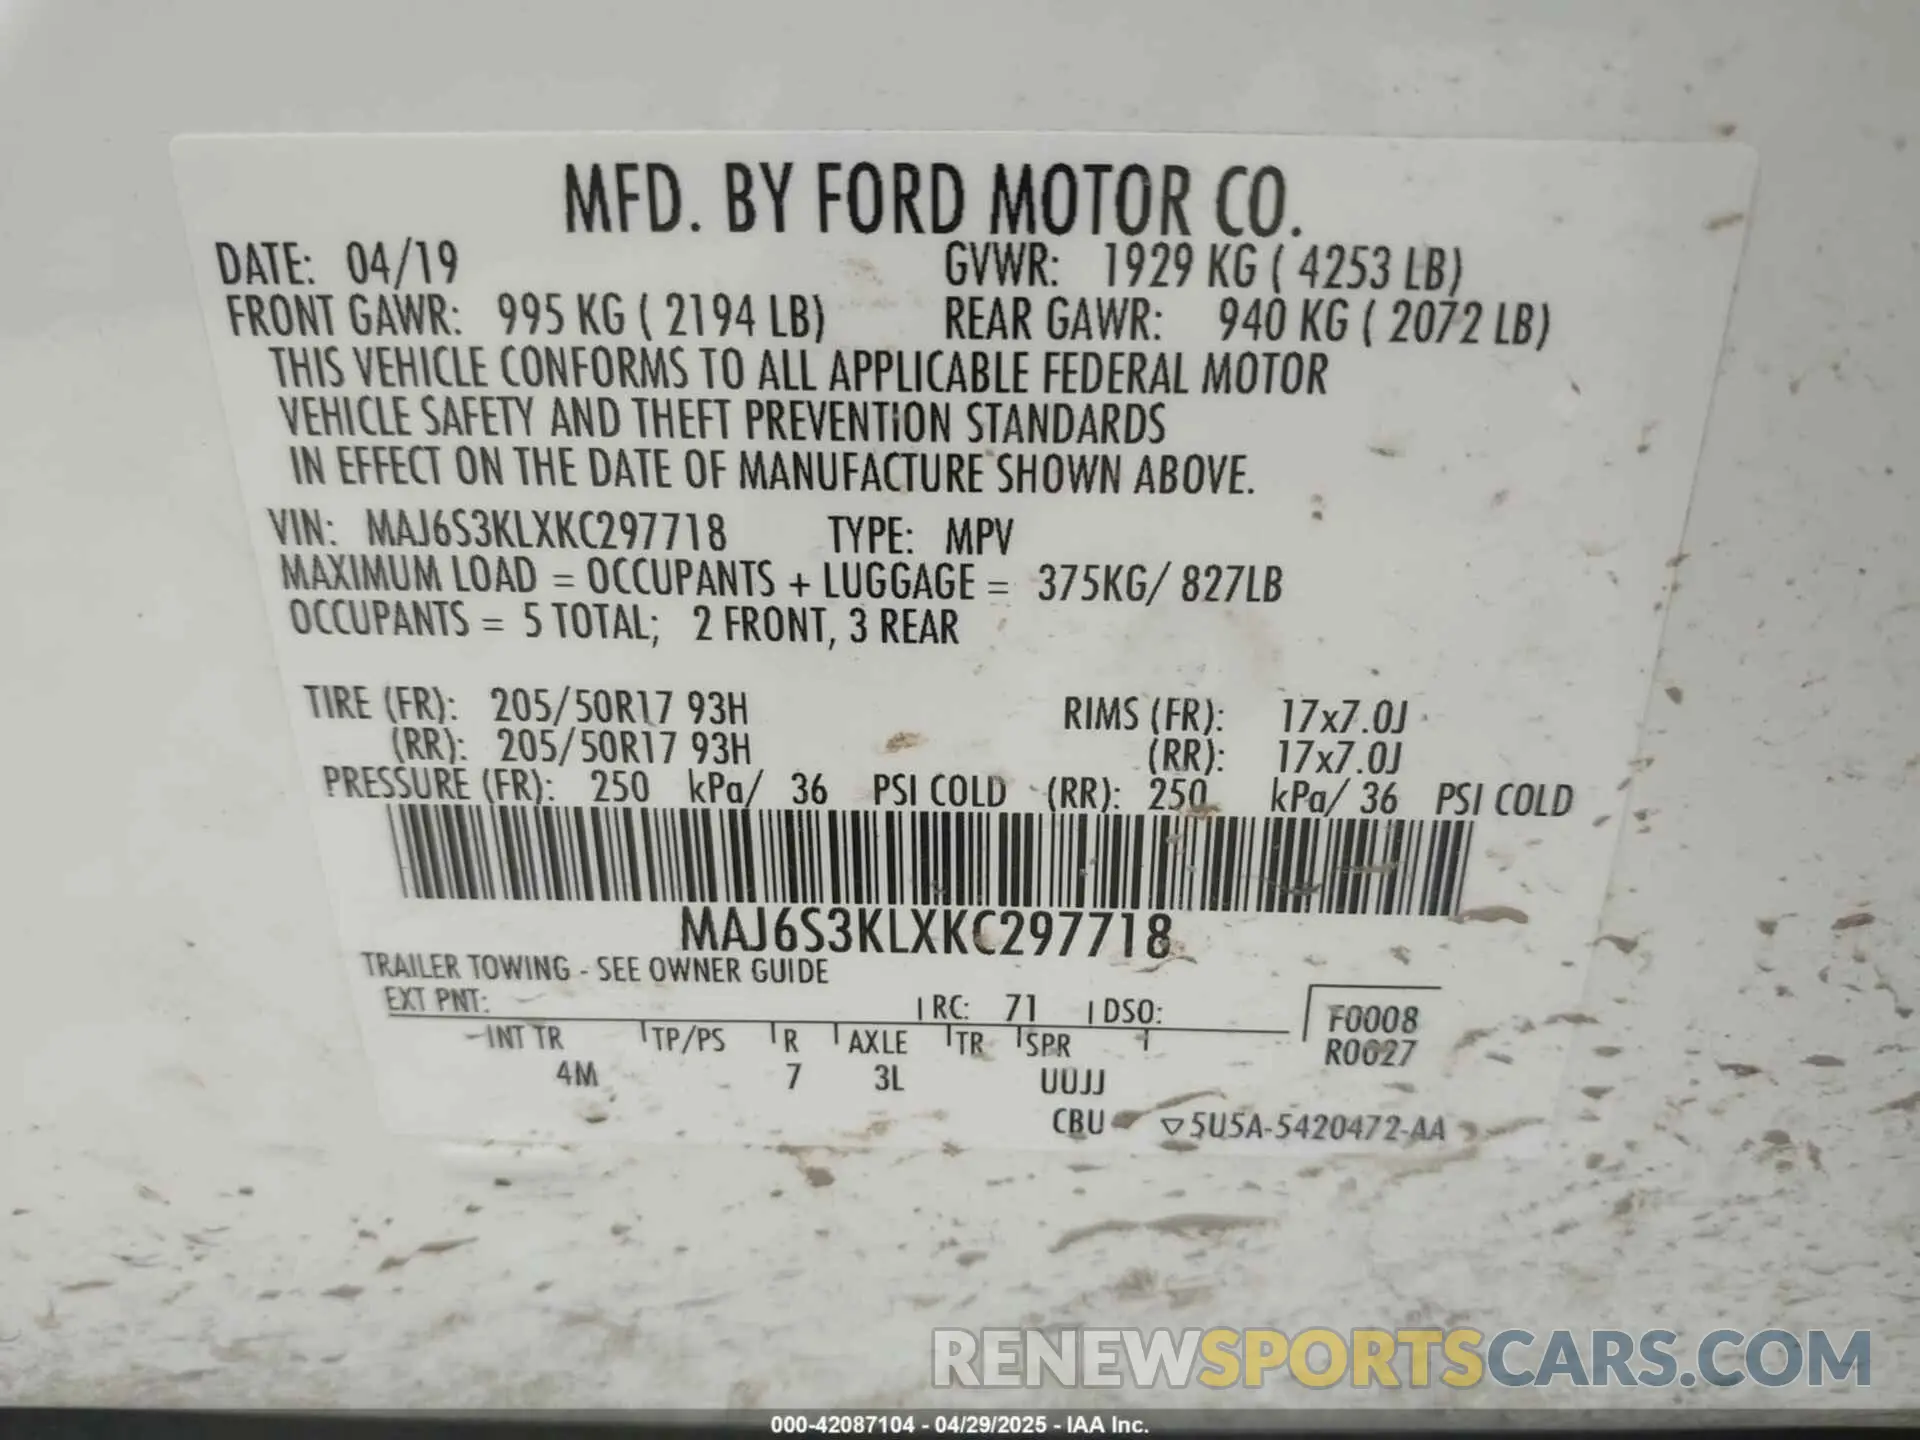 MFD. BY FORD MOTOR CO.
DATE: 04/19 GVWR: 1929 KG ( 4253 LB)
FRONT GAWR: 995 KG ( 2194 LB) REAR GAWR: 940 KG ( 2072 LB)
THIS VEHICLE CONFORMS TO ALL APPLICABLE FEDERAL MOTOR
VEHICLE SAFETY AND THEFT PREVENTION STANDARDS
IN EFFECT ON THE DATE OF MANUFACTURE SHOWN ABOVE.
VIN: MAJ6S3KLXKC297718 TYPE: MPV
MAXIMUM LOAD = OCCUPANTS + LUGGAGE = 375KG/ 827LB
OCCUPANTS = 5 TOTAL; 2 FRONT, 3 REAR
TIRE (FR): 205/50R17 93H RIMS (FR): 17x7.0J
(RR): 205/50R17 93H (RR): 17x7.0J
PRESSURE (FR): 250 kPa/ 36 PSI COLD (RR): 250 kPa/ 36 PSI COLD
MAJ6S3KLXKC297718
TRAILER TOWING - SEE OWNER GUIDE
EXT PNT: RC: 71 DSO: F0008
INT TR TP/PS R AXLE TR SPR R0627
4M 7 3L UUJJ
CBU ▽5U5A-5420472-AA
RENEWSPORTSCARS.COM
000-42087104 - 04/29/2025 - IAA Inc.